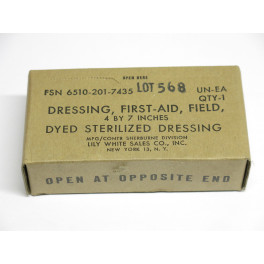 OPEN HERE
FSN 6510-201-7435 LOT 568 UN-EA
QTY-1
DRESSING, FIRST-AID, FIELD,
4 BY 7 INCHES
DYED STERILIZED DRESSING
MFG/CONTR SHERBURNE DIVISION
LILY WHITE SALES CO., INC.
NEW YORK 13, N.Y.
OPEN AT OPPOSITE END